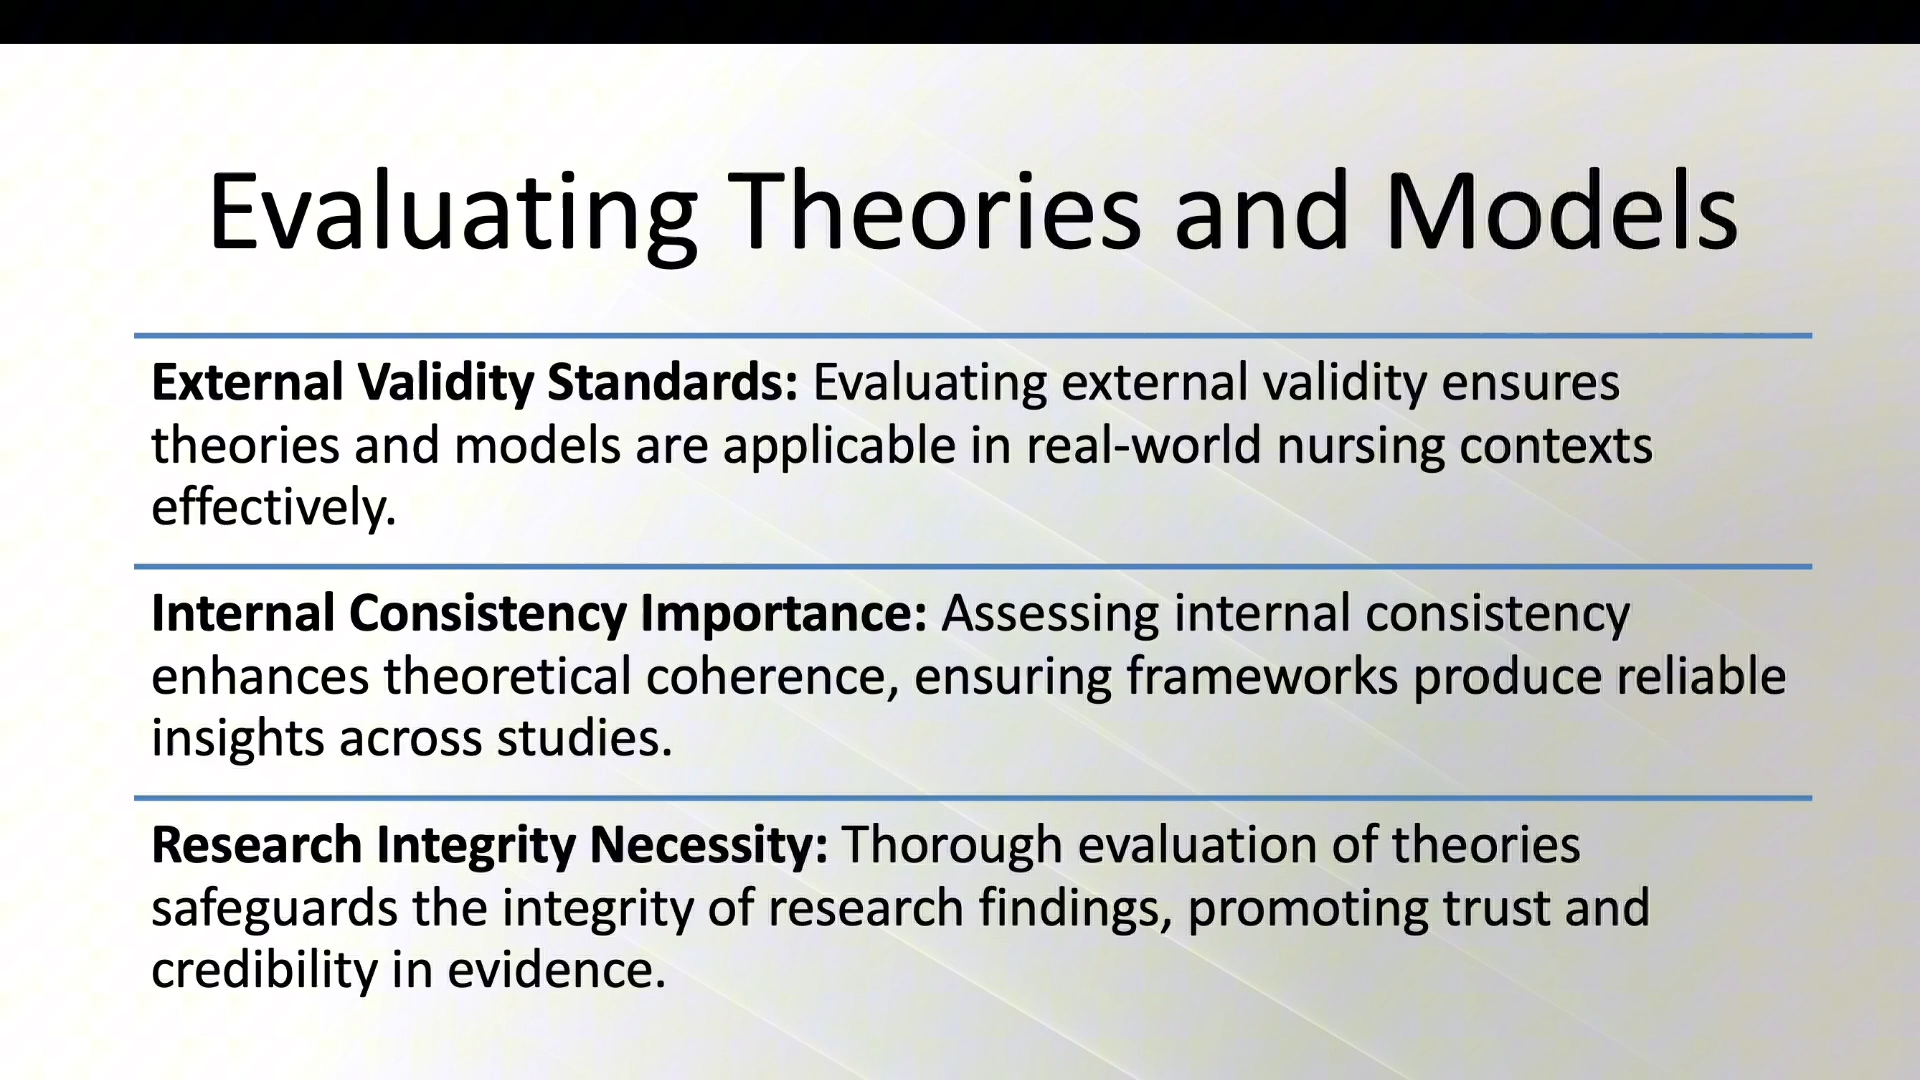 Evaluating Theories and Models
External Validity Standards: Evaluating external validity ensures
theories and models are applicable in real-world nursing contexts
effectively.
Internal Consistency Importance: Assessing internal consistency
enhances theoretical coherence, ensuring frameworks produce reliable
insights across studies.
Research Integrity Necessity: Thorough evaluation of theories
safeguards the integrity of research findings, promoting trust and
credibility in evidence.